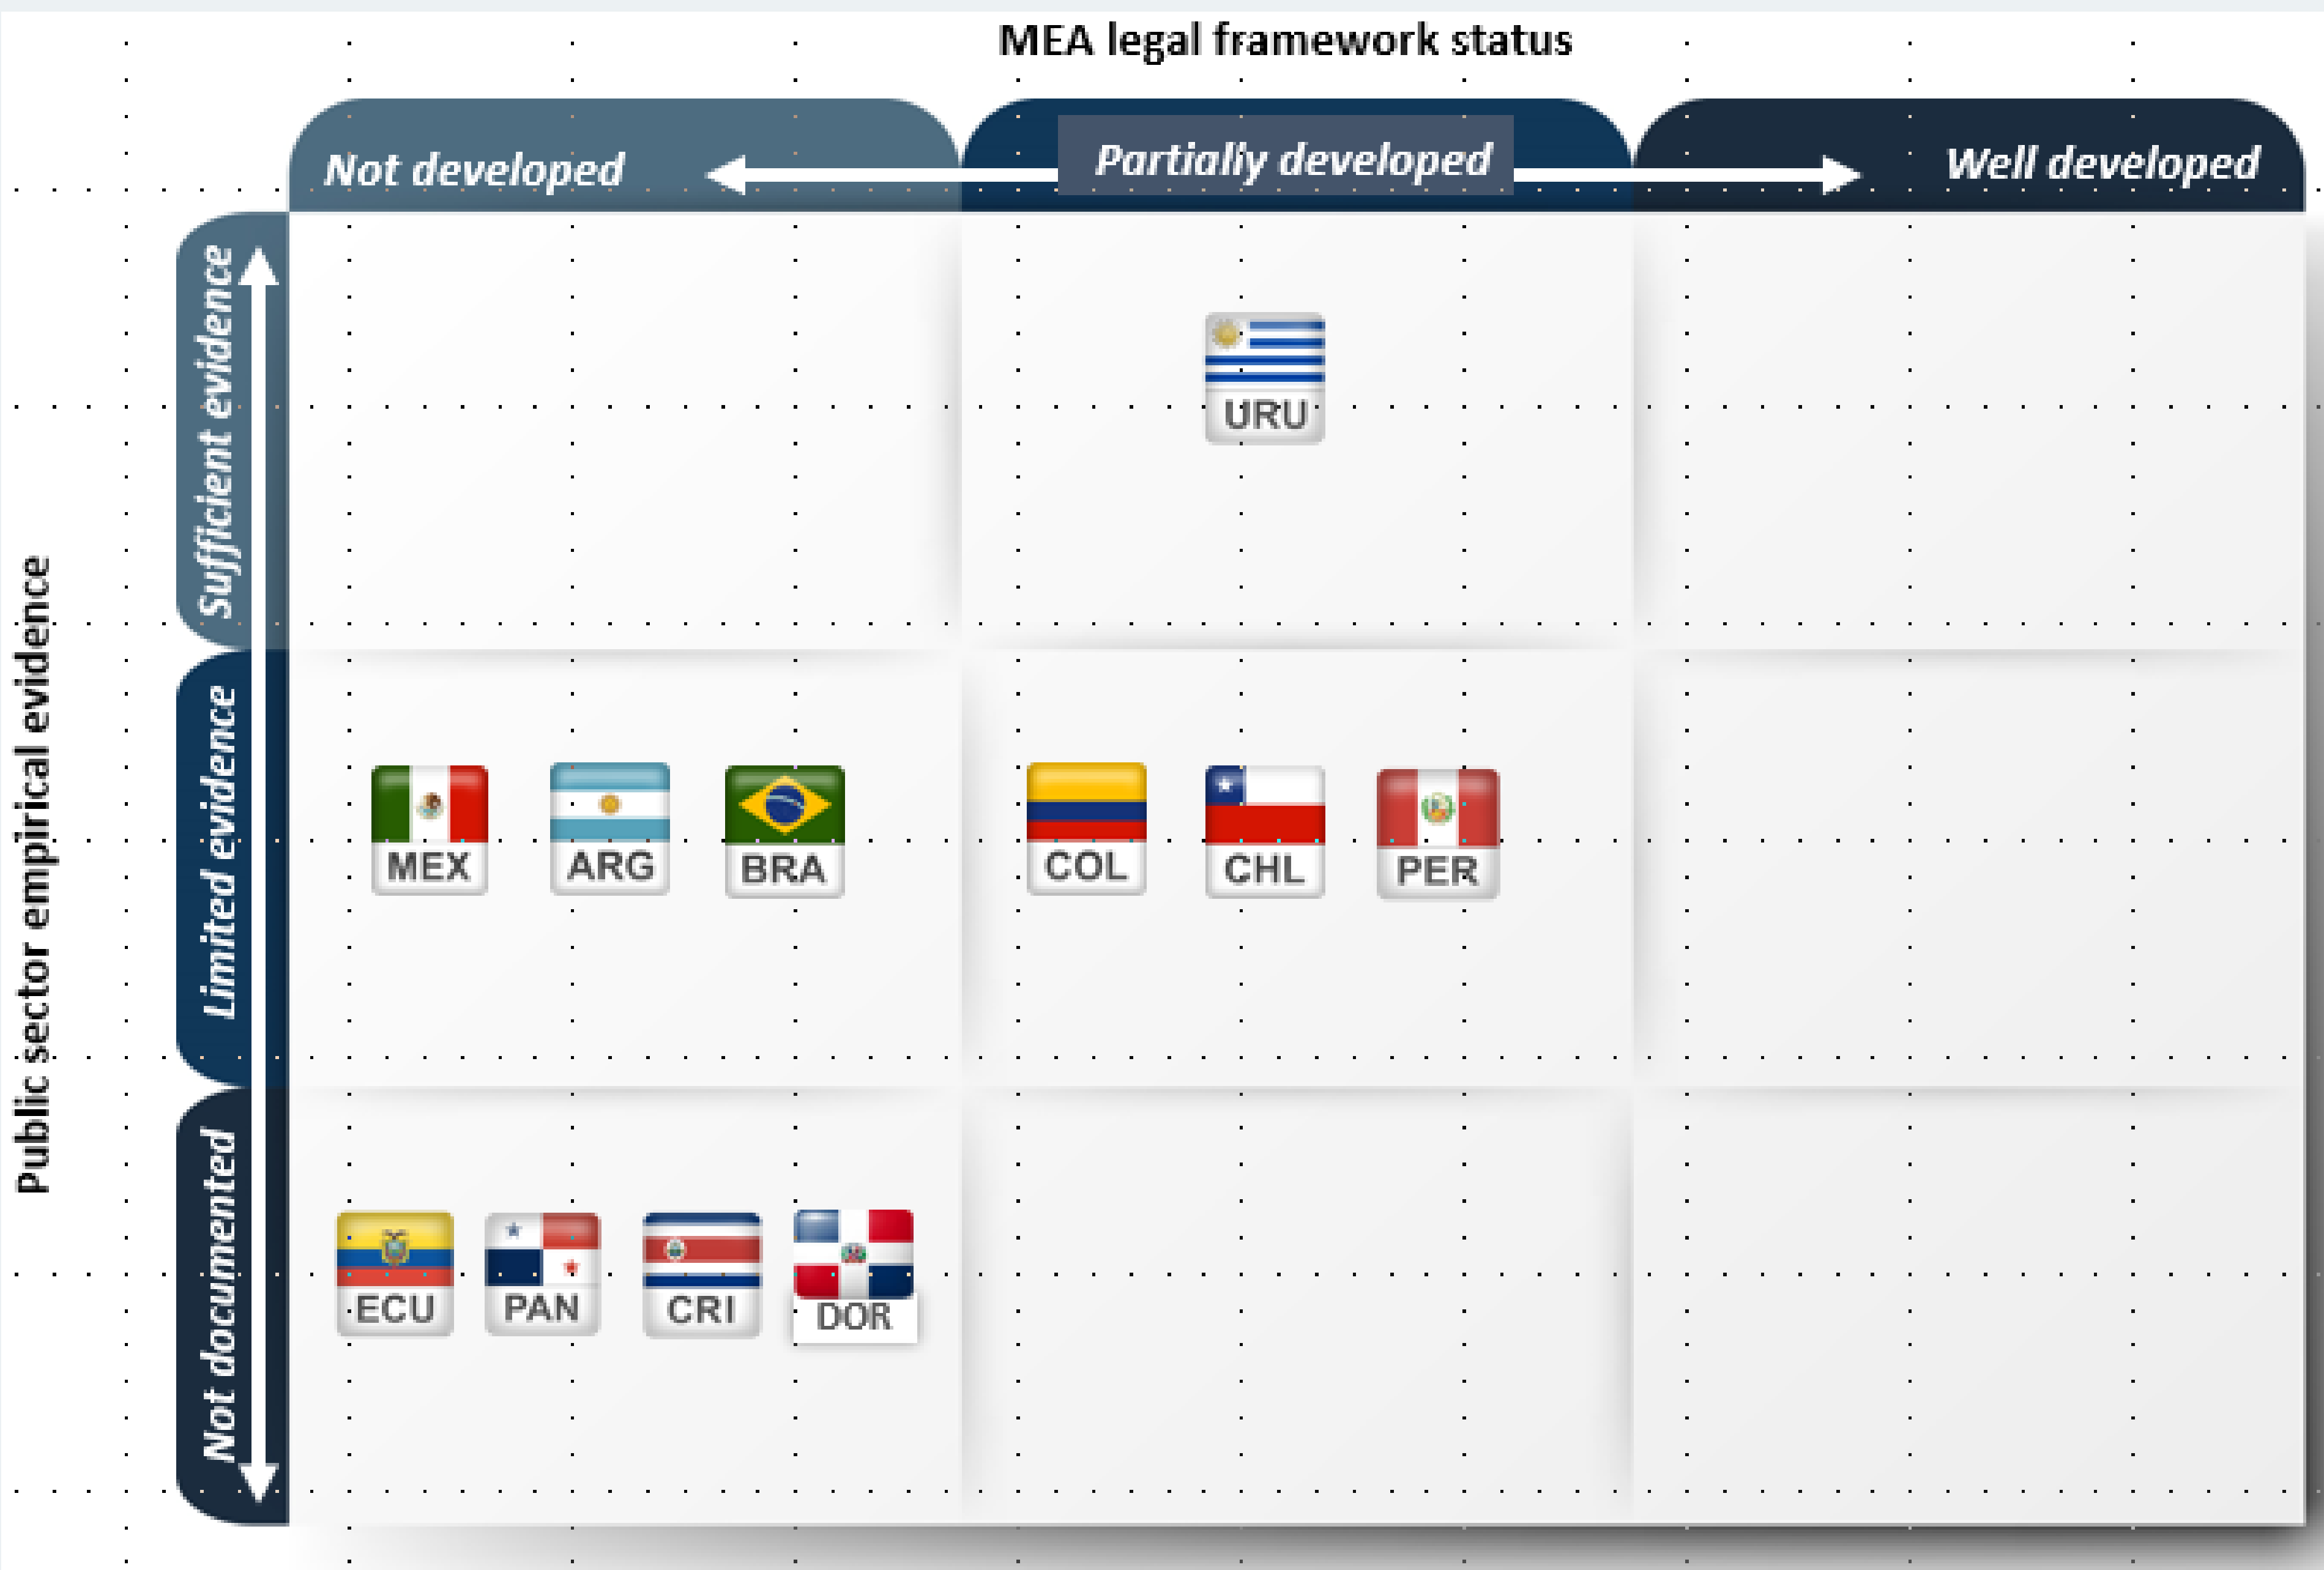 MEA legal framework status
Not developed
Partially developed
Well developed
Public sector empirical evidence
Sufficient evidence
URU
Limited evidence
MEX
ARG
BRA
COL
CHL
PER
Not documented
ECU
PAN
CRI
DOR